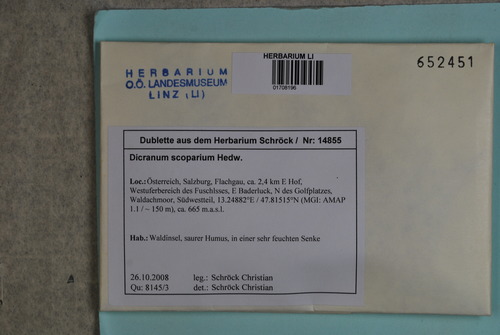 HERBARIUM
O.Ö. LANDESMUSEUM
LINZ (LI)
HERBARIUM LI
01708196
652451
Dublette aus dem Herbarium Schröck / Nr: 14855
Dicranum scoparium Hedw.
Loc.: Österreich, Salzburg, Flachgau, ca. 2,4 km E Hof,
Westuferbereich des Fuschlsses, E Baderluck, N des Golfplatzes,
Waldachmoor, Südwestteil, 13.24882°E / 47.81515°N (MGI: AMAP
1.1 / ~ 150 m), ca. 665 m.a.s.l.
Hab.: Waldinsel, saurer Humus, in einer sehr feuchten Senke
26.10.2008 leg.: Schröck Christian
Qu: 8145/3 det.: Schröck Christian